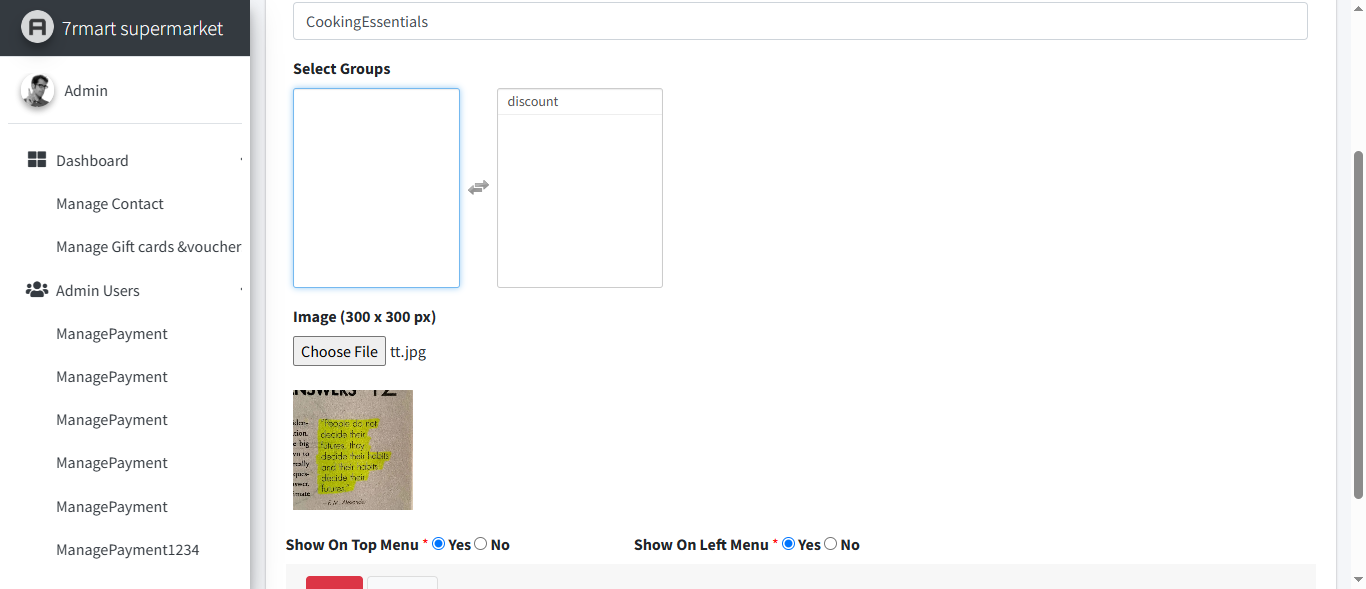 7rmart supermarket
Admin
Dashboard
Manage Contact
Manage Gift cards &voucher
Admin Users
ManagePayment
ManagePayment
ManagePayment
ManagePayment
ManagePayment
ManagePayment1234
CookingEssentials
Select Groups
discount
Image (300 x 300 px)
Choose File tt.jpg
"People do not
decide their
futures, they
decide their habits
and their habits
decide their
futures."
Show On Top Menu * Yes No
Show On Left Menu * Yes No